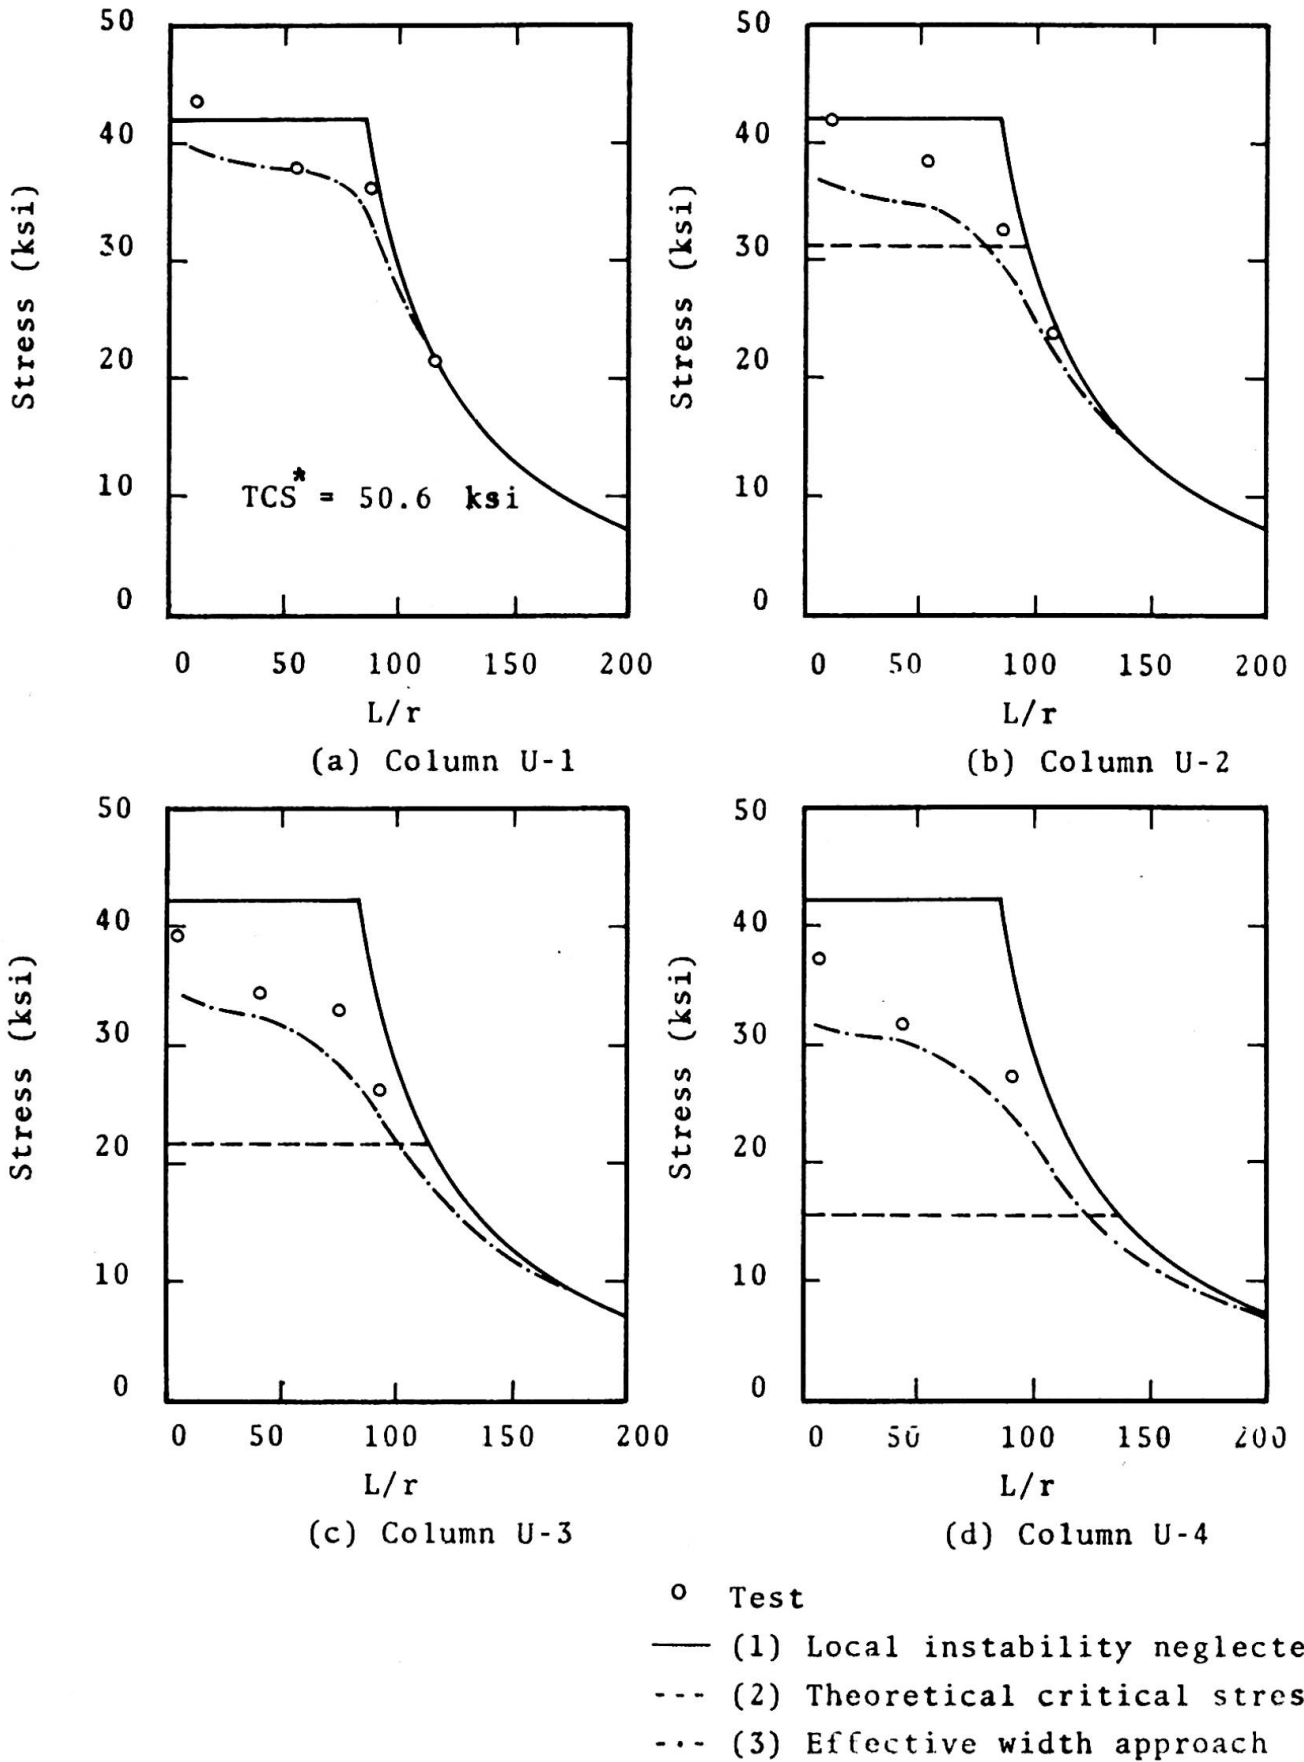 50
40
30
20
10
0
Stress (ksi)
TCS* = 50.6 ksi
0 50 100 150 200
L/r
(a) Column U-1
50
40
30
20
10
0
Stress (ksi)
0 50 100 150 200
L/r
(b) Column U-2
50
40
30
20
10
0
Stress (ksi)
0 50 100 150 200
L/r
(c) Column U-3
50
40
30
20
10
0
Stress (ksi)
0 50 100 150 200
L/r
(d) Column U-4
o Test
(1) Local instability neglecte
(2) Theoretical critical stres
(3) Effective width approach